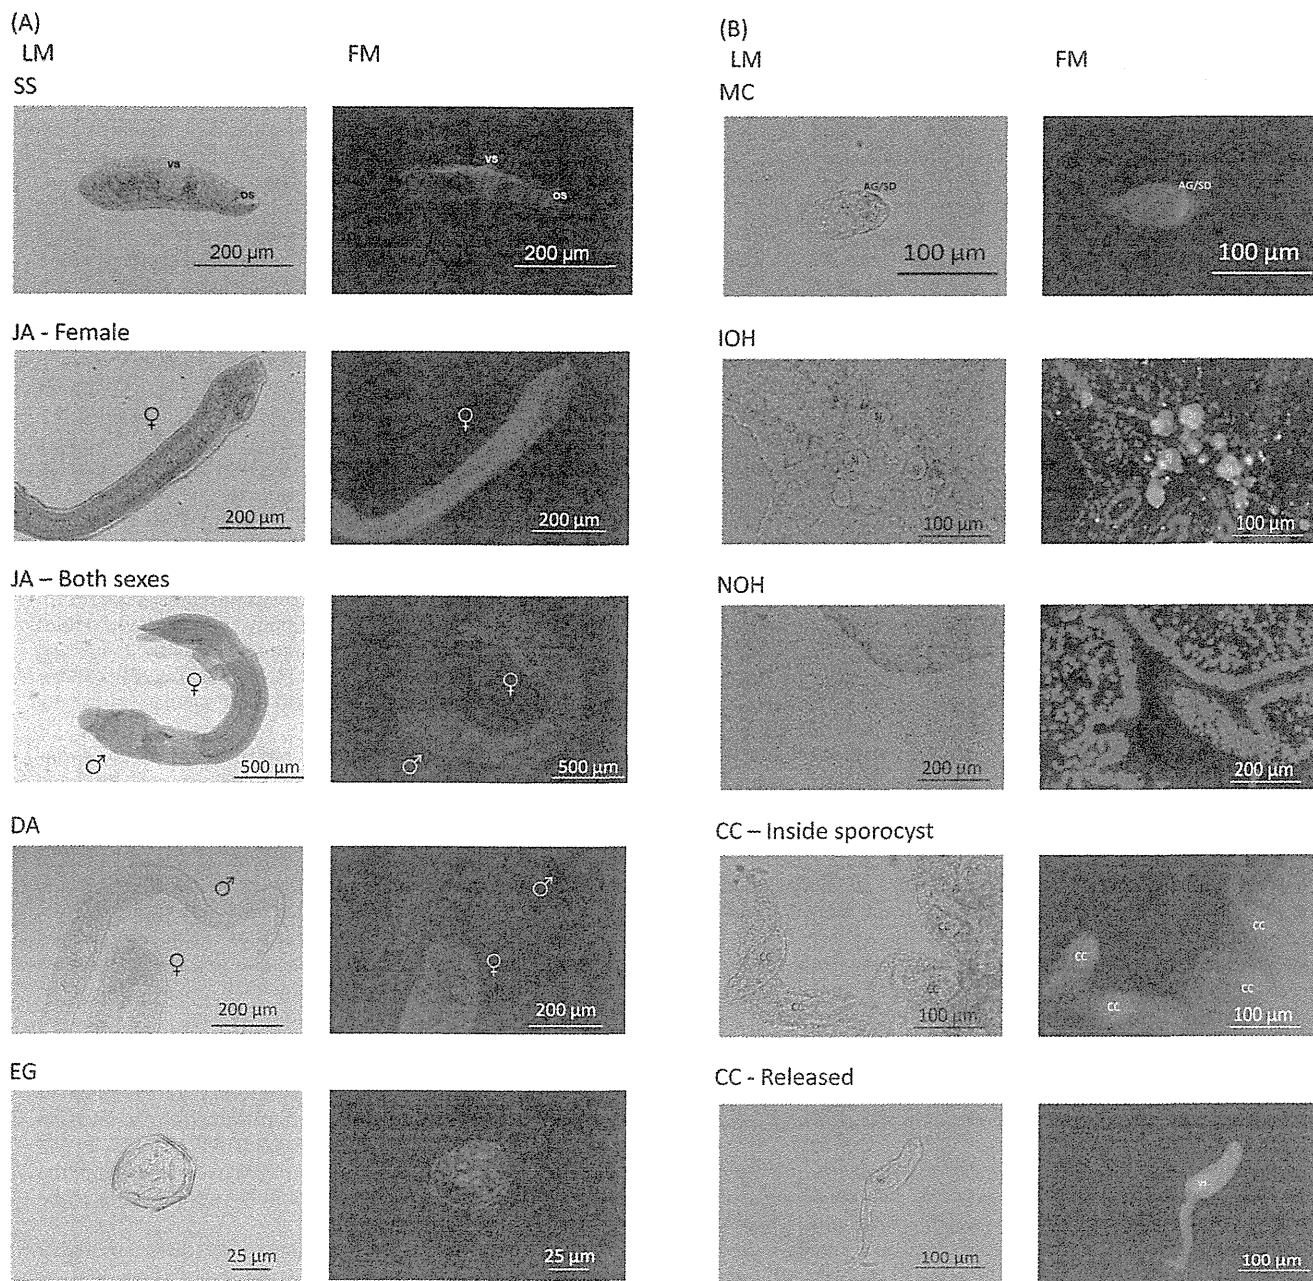 (A)
LM FM
SS
VS
OS
200 µm
VS
OS
200 µm
JA - Female
♀
200 µm
♀
200 µm
JA – Both sexes
♀
♂
500 µm
♀
♂
500 µm
DA
♂
♀
200 µm
♂
♀
200 µm
EG
25 µm
25 µm
(B)
LM FM
MC
AG/SD
100 µm
AG/SD
100 µm
IOH
100 µm
100 µm
NOH
200 µm
200 µm
CC – Inside sporocyst
CC
CC
CC
CC
100 µm
CC
CC
CC
CC
100 µm
CC - Released
100 µm
VS
100 µm